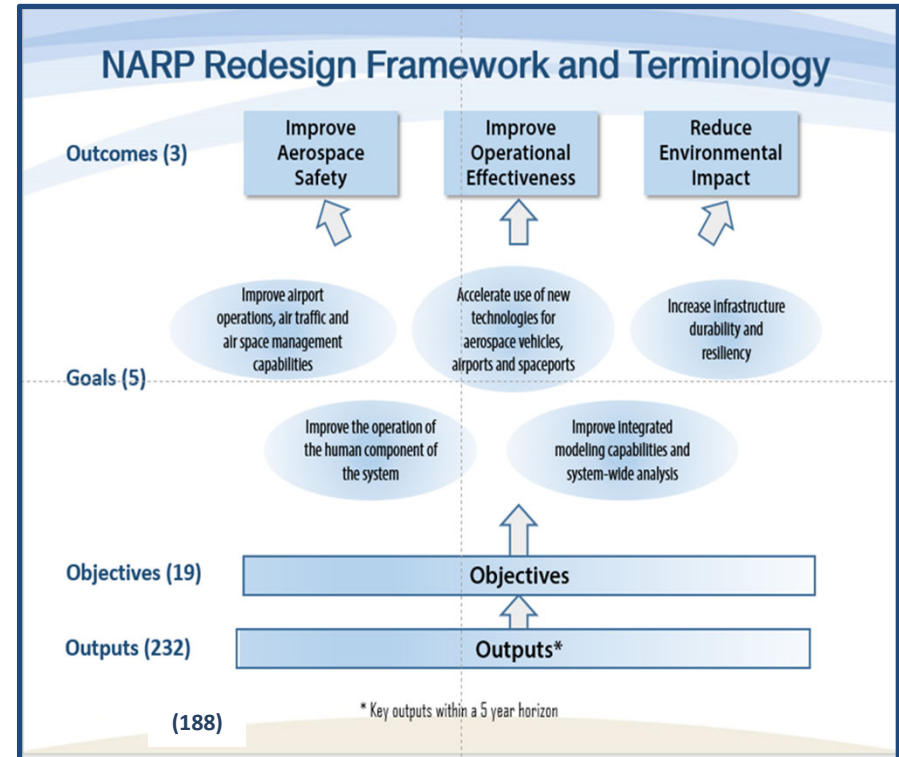 NARP Redesign Framework and Terminology
Outcomes (3)
Improve
Aerospace
Safety
Improve
Operational
Effectiveness
Reduce
Environmental
Impact
Improve airport
operations, air traffic and
air space management
capabilities
Accelerate use of new
technologies for
aerospace vehicles,
airports and spaceports
Increase infrastructure
durability and
resiliency
Goals (5)
Improve the operation of
the human component of
the system
Improve integrated
modeling capabilities and
system-wide analysis
Objectives (19)
Objectives
Outputs (232)
Outputs*
* Key outputs within a 5 year horizon
(188)